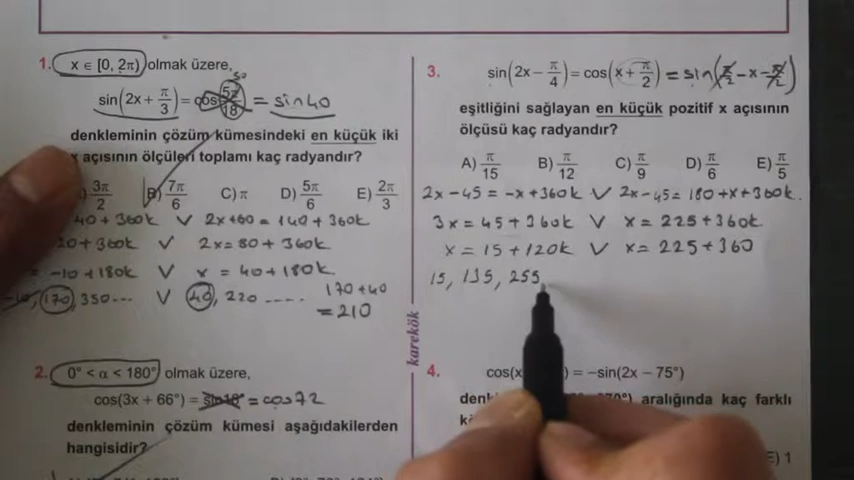 1. x ∈ [0, 2π) olmak üzere,
50
sin(2x + π/3) = cos 5π/18 = sin40
denkleminin çözüm kümesindeki en küçük iki
x açısının ölçüleri toplamı kaç radyandır?
3π/2 B) 7π/6 C) π D) 5π/6 E) 2π/3
40+360k ∨ 2x+60=140+360k
20+360k ∨ 2x=80+360k
= -10+180k ∨ x=40+180k
-10, 170, 350... ∨ 40, 220 ..... 170+40
=210
2. 0° < α < 180° olmak üzere,
cos(3x + 66°) = sin18° = cos72
denkleminin çözüm kümesi aşağıdakilerden
hangisidir?
karekök
3. sin(2x - π/4) = cos(x + π/2) = sin(π/2 - x - π/2)
eşitliğini sağlayan en küçük pozitif x açısının
ölçüsü kaç radyandır?
A) π/15 B) π/12 C) π/9 D) π/6 E) π/5
2x-45=-x+360k ∨ 2x-45=180+x+360k.
3x=45+360k ∨ x=225+360k
x=15+120k ∨ x=225+360
15, 135, 255,
4. cos(x ) = -sin(2x - 75°)
aralığında kaç farklı
E) 1